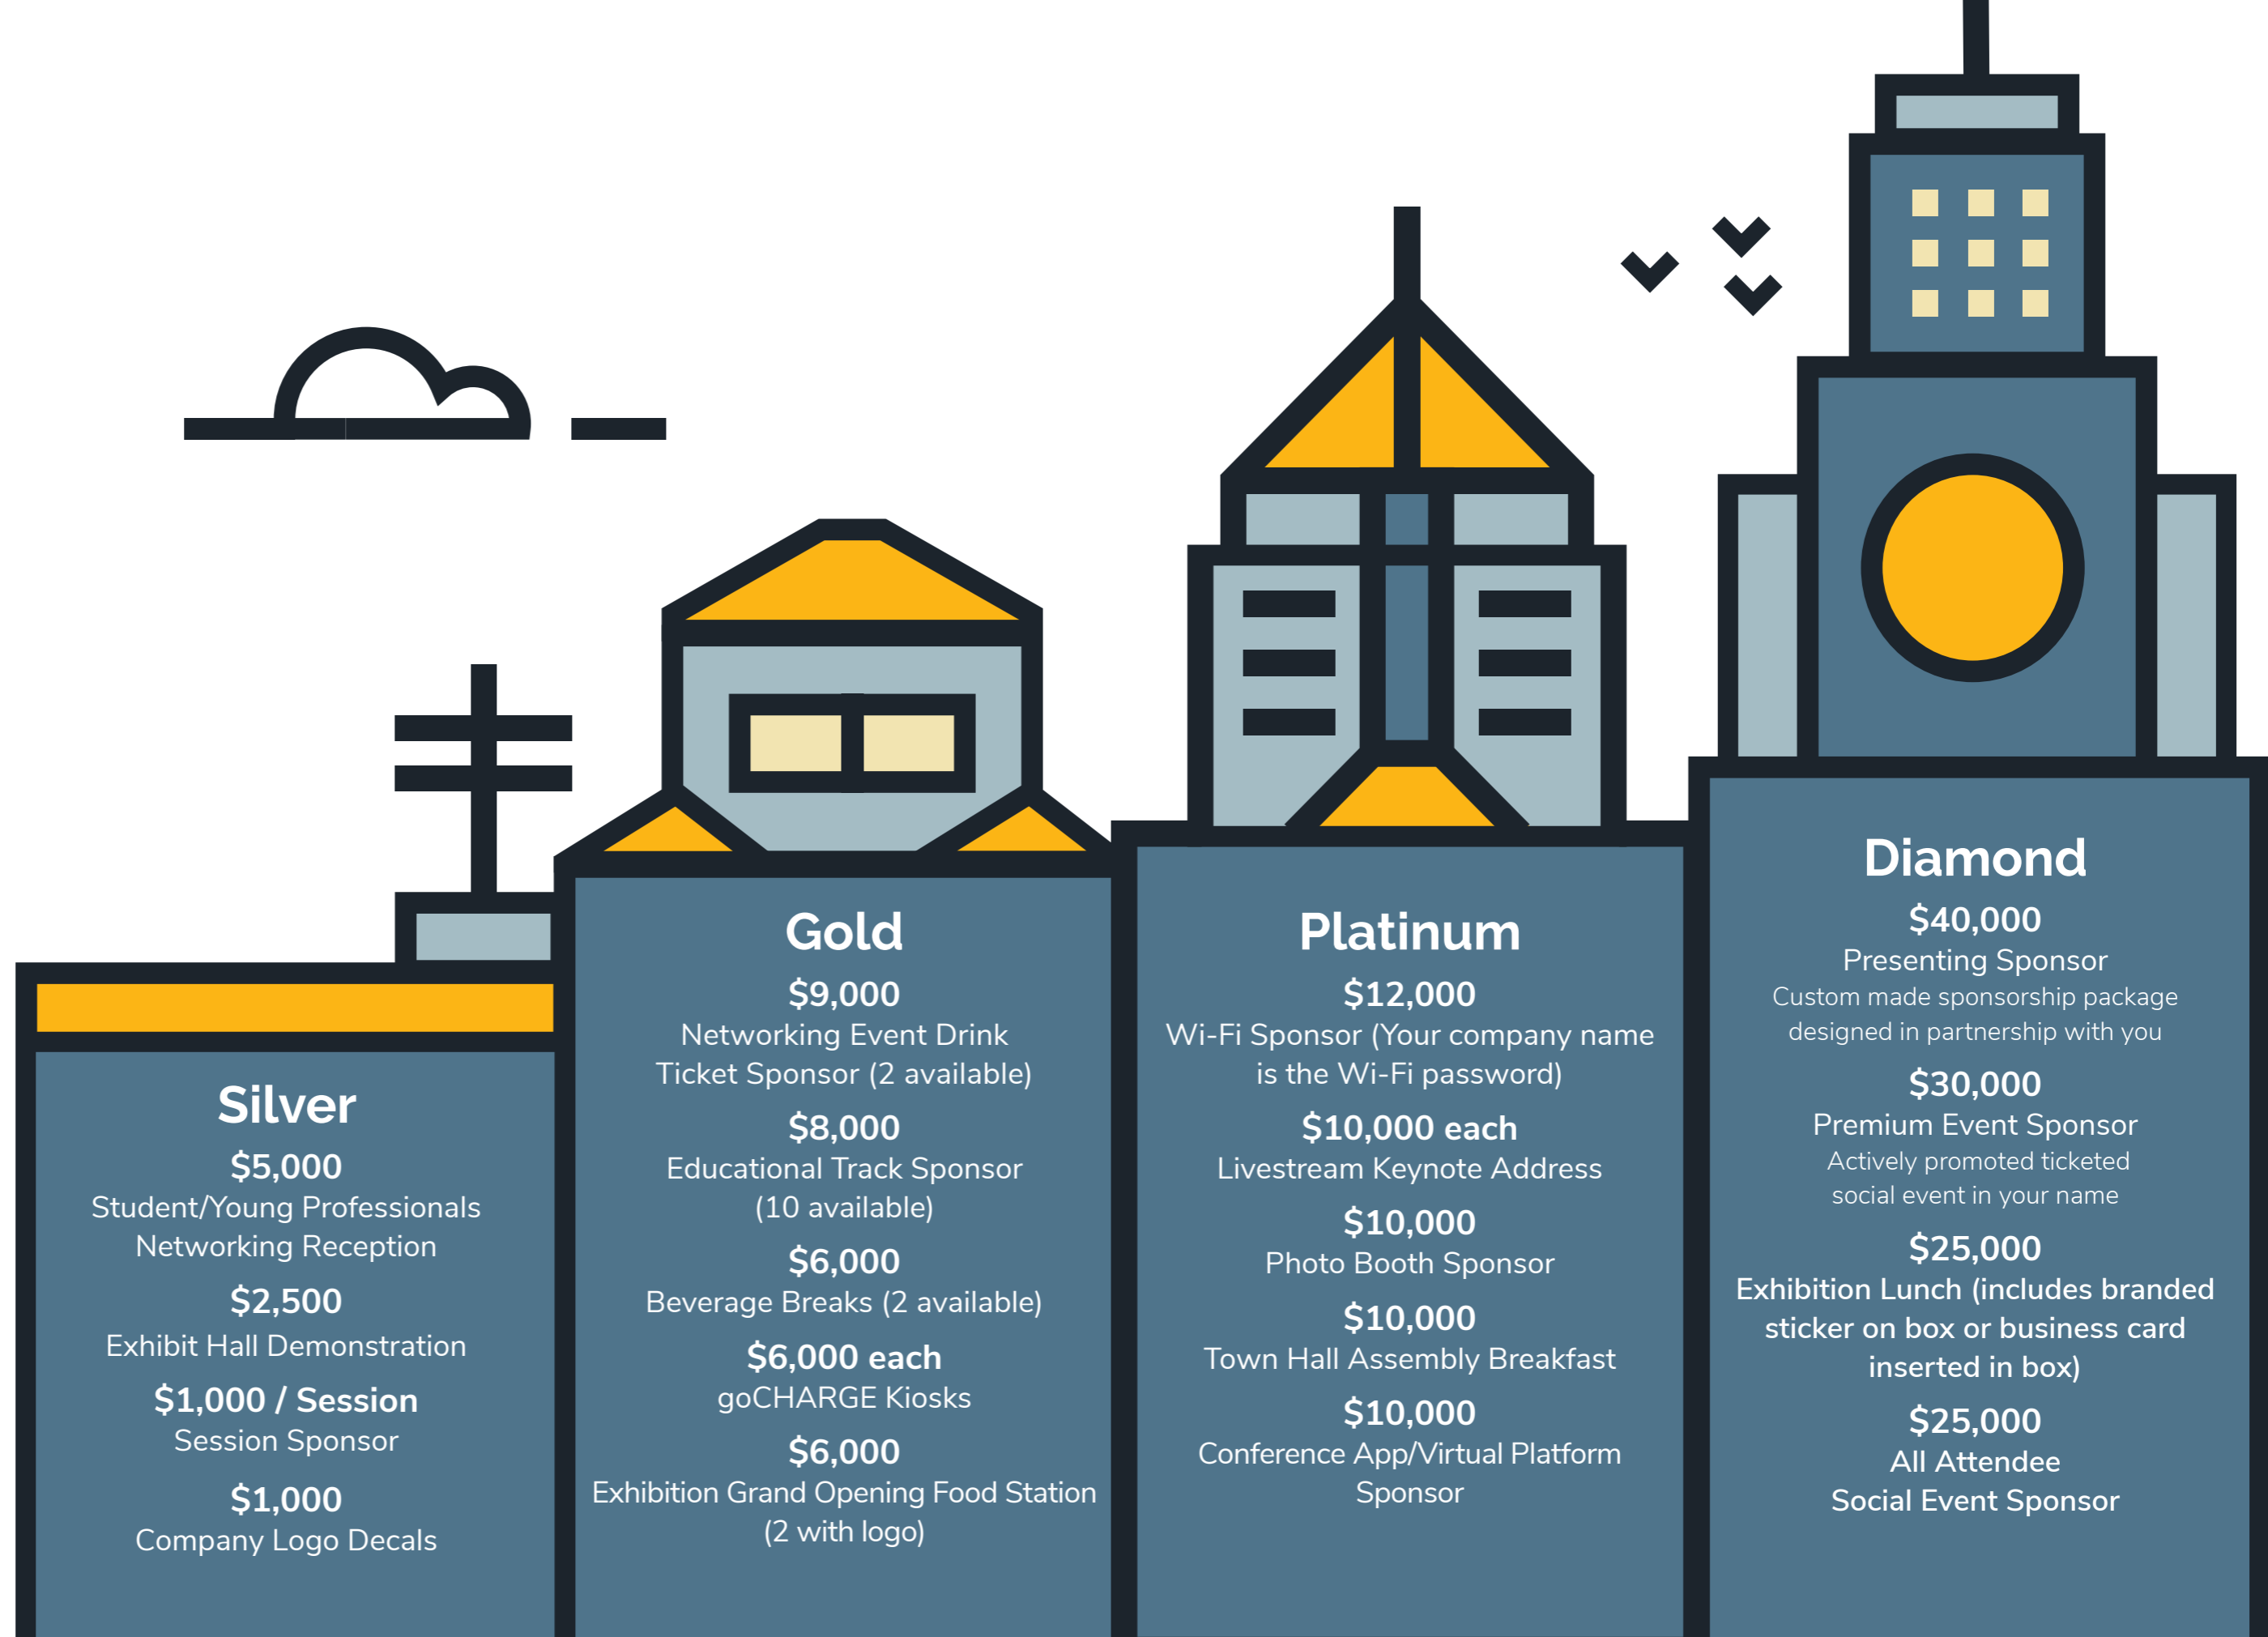 Silver
$5,000
Student/Young Professionals
Networking Reception
$2,500
Exhibit Hall Demonstration
$1,000 / Session
Session Sponsor
$1,000
Company Logo Decals
Gold
$9,000
Networking Event Drink
Ticket Sponsor (2 available)
$8,000
Educational Track Sponsor
(10 available)
$6,000
Beverage Breaks (2 available)
$6,000 each
goCHARGE Kiosks
$6,000
Exhibition Grand Opening Food Station
(2 with logo)
Platinum
$12,000
Wi-Fi Sponsor (Your company name
is the Wi-Fi password)
$10,000 each
Livestream Keynote Address
$10,000
Photo Booth Sponsor
$10,000
Town Hall Assembly Breakfast
$10,000
Conference App/Virtual Platform
Sponsor
Diamond
$40,000
Presenting Sponsor
Custom made sponsorship package
designed in partnership with you
$30,000
Premium Event Sponsor
Actively promoted ticketed
social event in your name
$25,000
Exhibition Lunch (includes branded
sticker on box or business card
inserted in box)
$25,000
All Attendee
Social Event Sponsor